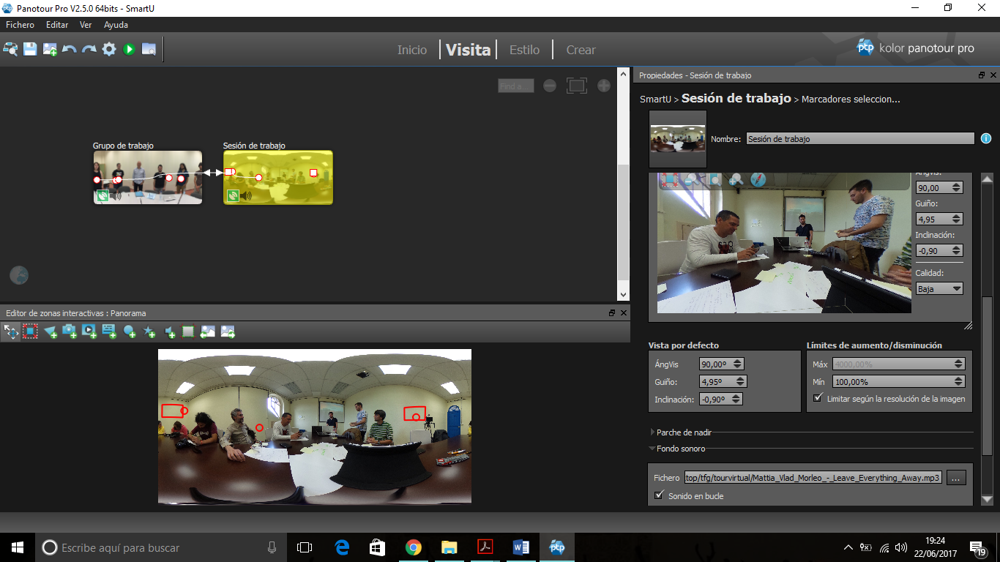 Panotour Pro V2.5.0 64bits - SmartU
Fichero Editar Ver Ayuda
Inicio Visita Estilo Crear
ptp kolor panotour pro
Find a...
Grupo de trabajo
Sesión de trabajo
Propiedades - Sesión de trabajo
SmartU > Sesión de trabajo > Marcadores seleccion...
Nombre: Sesión de trabajo
ÁngVis:
90,00
Guiño:
4,95
Inclinación:
-0,90
Calidad:
Baja
Editor de zonas interactivas : Panorama
Vista por defecto
ÁngVis 90,00º
Guiño: 4,95º
Inclinación: -0,90º
Límites de aumento/disminución
Máx 4000,00%
Mín 100,00%
Limitar según la resolución de la imagen
Parche de nadir
Fondo sonoro
Fichero top/tfg/tourvirtual/Mattia_Vlad_Morleo_-_Leave_Everything_Away.mp3 ...
Sonido en bucle
Escribe aquí para buscar
ptp
19:24
22/06/2017
19